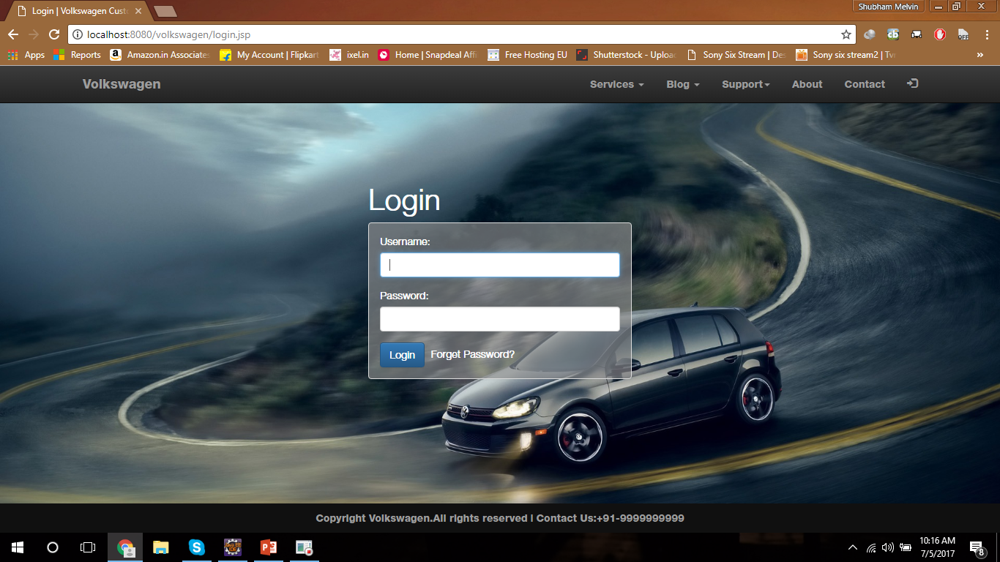 Login | Volkswagen Cust
Shubham Melvin
localhost:8080/volkswagen/login.jsp
Apps Reports Amazon.in Associates My Account | Flipkart ixel.in Home | Snapdeal Affi Free Hosting EU Shutterstock - Upload Sony Six Stream | Des Sony six stream2 | Tv »
Volkswagen Services Blog Support About Contact
Login
Username:
Password:
Login Forget Password?
Copyright Volkswagen.All rights reserved | Contact Us:+91-9999999999
10:16 AM
7/5/2017
8